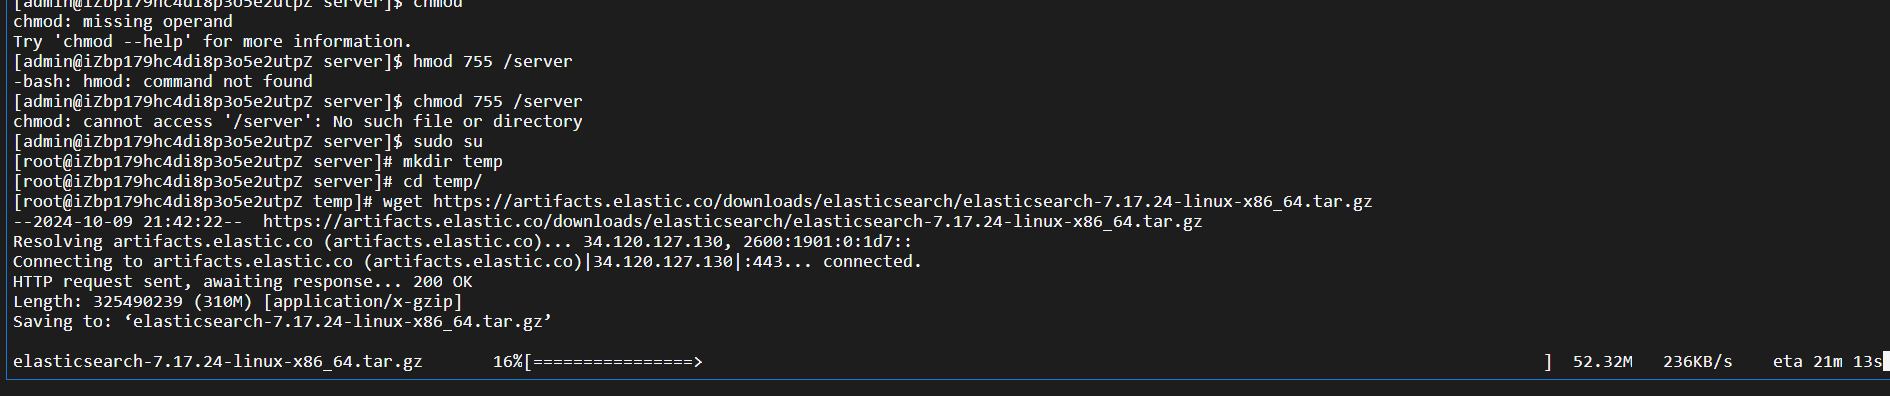 [admin@iZbp179hc4di8p3o5e2utpZ server]$ chmod
chmod: missing operand
Try 'chmod --help' for more information.
[admin@iZbp179hc4di8p3o5e2utpZ server]$ hmod 755 /server
-bash: hmod: command not found
[admin@iZbp179hc4di8p3o5e2utpZ server]$ chmod 755 /server
chmod: cannot access '/server': No such file or directory
[admin@iZbp179hc4di8p3o5e2utpZ server]$ sudo su
[root@iZbp179hc4di8p3o5e2utpZ server]# mkdir temp
[root@iZbp179hc4di8p3o5e2utpZ server]# cd temp/
[root@iZbp179hc4di8p3o5e2utpZ temp]# wget https://artifacts.elastic.co/downloads/elasticsearch/elasticsearch-7.17.24-linux-x86_64.tar.gz
--2024-10-09 21:42:22--  https://artifacts.elastic.co/downloads/elasticsearch/elasticsearch-7.17.24-linux-x86_64.tar.gz
Resolving artifacts.elastic.co (artifacts.elastic.co)... 34.120.127.130, 2600:1901:0:1d7::
Connecting to artifacts.elastic.co (artifacts.elastic.co)|34.120.127.130|:443... connected.
HTTP request sent, awaiting response... 200 OK
Length: 325490239 (310M) [application/x-gzip]
Saving to: ‘elasticsearch-7.17.24-linux-x86_64.tar.gz’
elasticsearch-7.17.24-linux-x86_64.tar.gz 16%[================> ] 52.32M 236KB/s eta 21m 13s